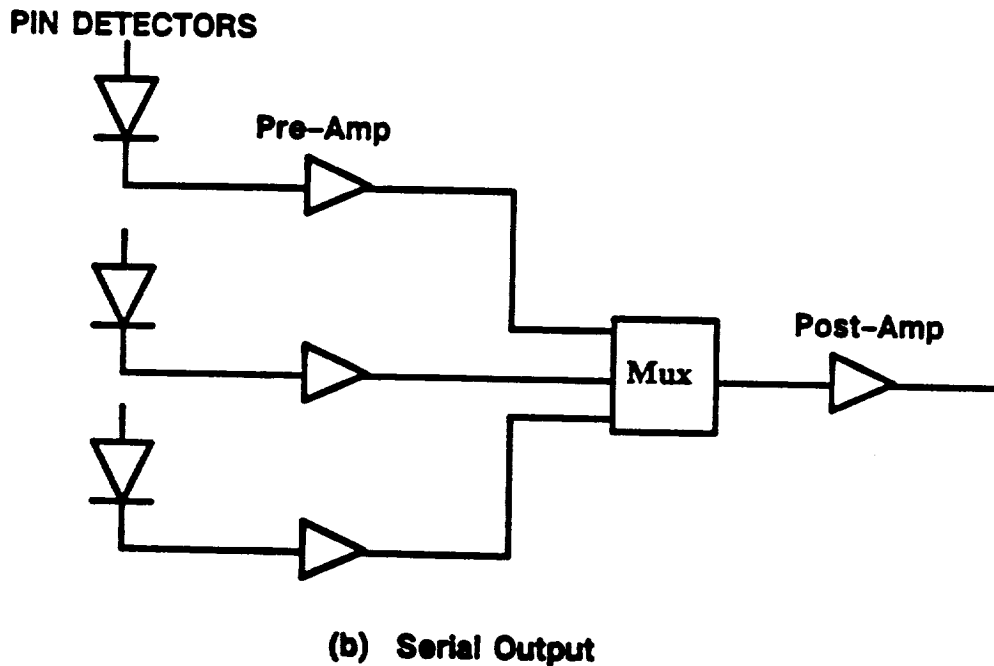 PIN DETECTORS
Pre-Amp
Post-Amp
Mux
(b) Serial Output